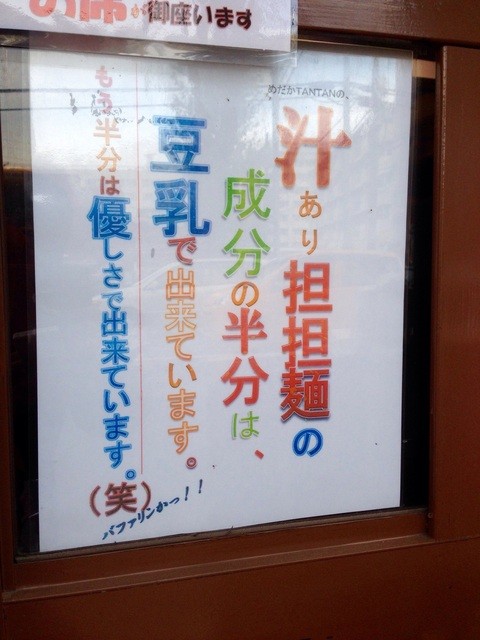 の席が御座います
めだかTANTANの、
汁あり担担麺の
成分の半分は、
豆乳で出来ています。
もう半分は優しさで出来ています。
（笑）
バファリンかっ！！